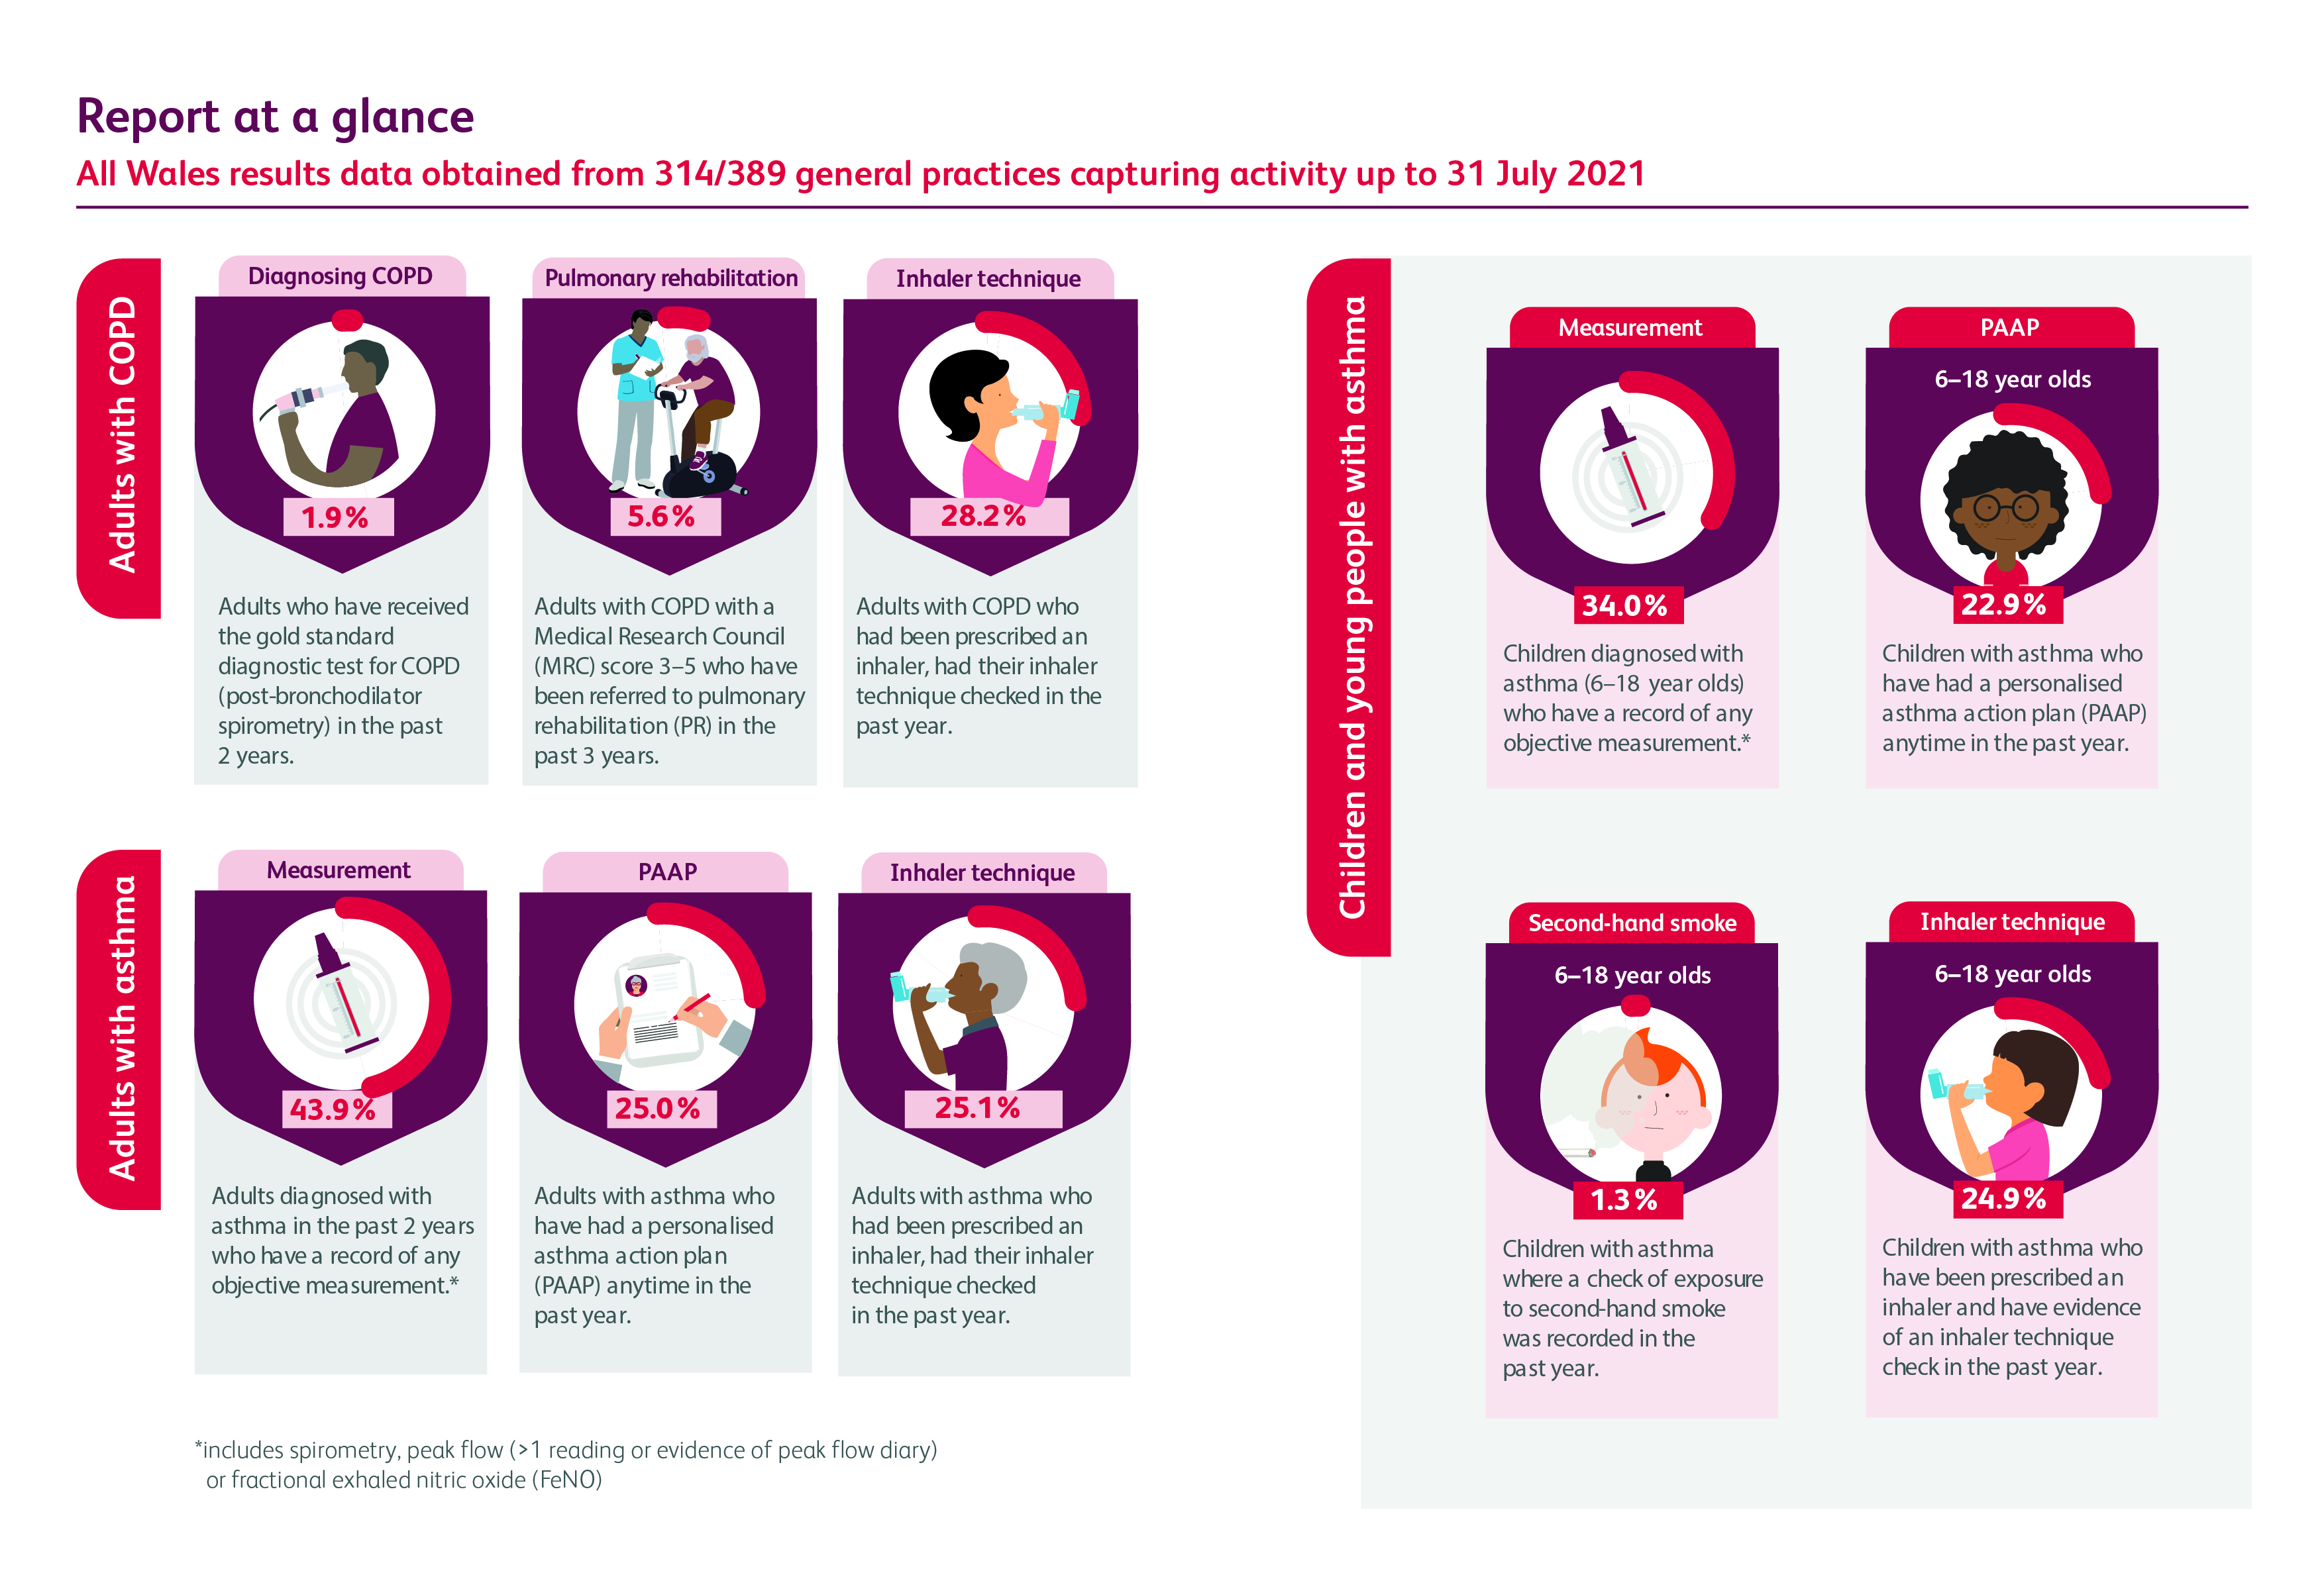 Report at a glance
All Wales results data obtained from 314/389 general practices capturing activity up to 31 July 2021
Adults with COPD
Diagnosing COPD
1.9%
Adults who have received
the gold standard
diagnostic test for COPD
(post-bronchodilator
spirometry) in the past
2 years.
Pulmonary rehabilitation
5.6%
Adults with COPD with a
Medical Research Council
(MRC) score 3–5 who have
been referred to pulmonary
rehabilitation (PR) in the
past 3 years.
Inhaler technique
28.2%
Adults with COPD who
had been prescribed an
inhaler, had their inhaler
technique checked in the
past year.
Adults with asthma
Measurement
43.9%
Adults diagnosed with
asthma in the past 2 years
who have a record of any
objective measurement.*
PAAP
25.0%
Adults with asthma who
have had a personalised
asthma action plan
(PAAP) anytime in the
past year.
Inhaler technique
25.1%
Adults with asthma who
had been prescribed an
inhaler, had their inhaler
technique checked
in the past year.
*includes spirometry, peak flow (>1 reading or evidence of peak flow diary)
or fractional exhaled nitric oxide (FeNO)
Children and young people with asthma
Measurement
34.0%
Children diagnosed with
asthma (6–18 year olds)
who have a record of any
objective measurement.*
PAAP
6–18 year olds
22.9%
Children with asthma who
have had a personalised
asthma action plan (PAAP)
anytime in the past year.
Second-hand smoke
6–18 year olds
1.3%
Children with asthma
where a check of exposure
to second-hand smoke
was recorded in the
past year.
Inhaler technique
6–18 year olds
24.9%
Children with asthma who
have been prescribed an
inhaler and have evidence
of an inhaler technique
check in the past year.